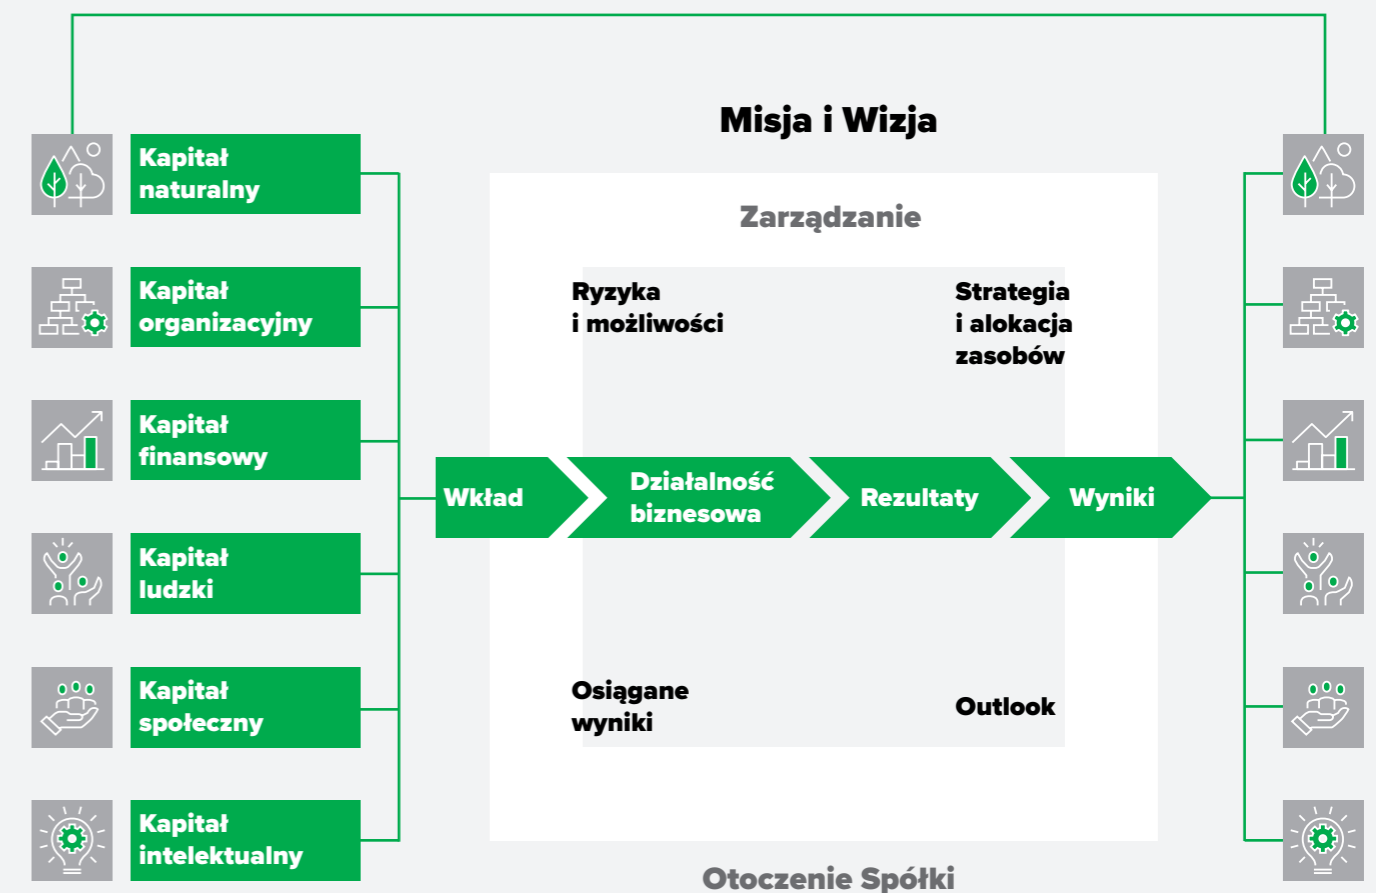 Misja i Wizja
Kapitał
naturalny
Kapitał
organizacyjny
Kapitał
finansowy
Kapitał
ludzki
Kapitał
społeczny
Kapitał
intelektualny
Zarządzanie
Ryzyka
i możliwości
Strategia
i alokacja
zasobów
Wkład
Działalność
biznesowa
Rezultaty
Wyniki
Osiągane
wyniki
Outlook
Otoczenie Spółki